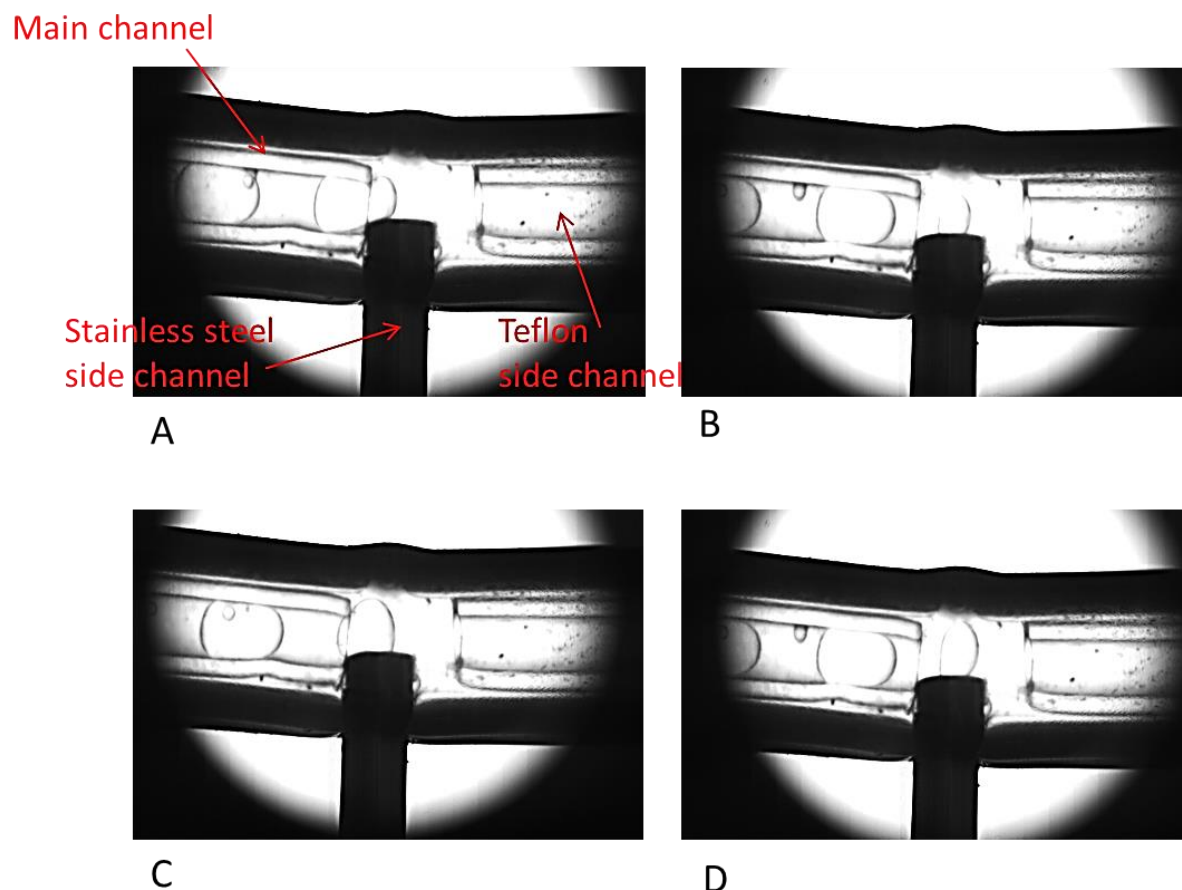 Main channel
Stainless steel
side channel
Teflon
side channel
A
B
C
D